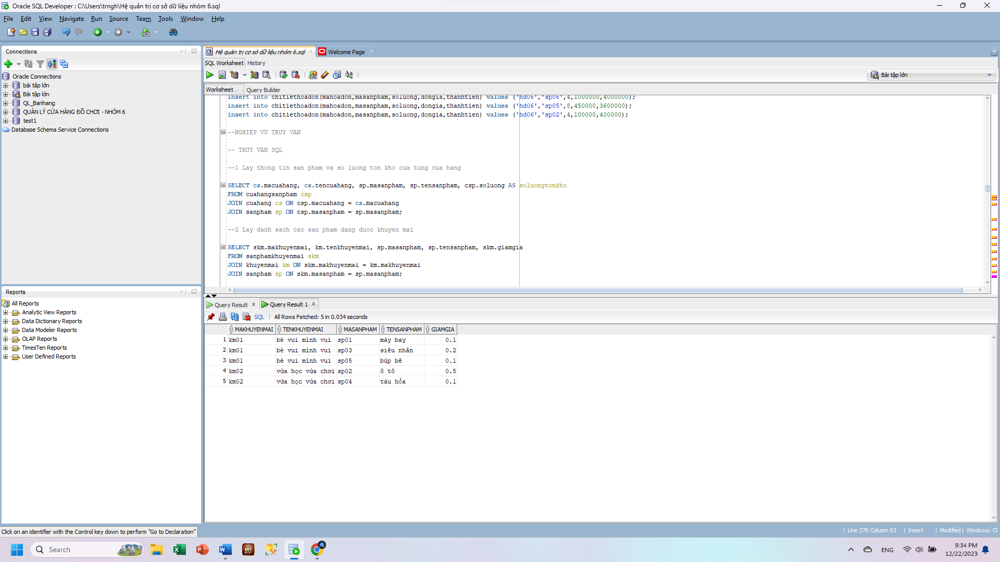 Oracle SQL Developer : C:\Users\trngh\Hệ quản trị cơ sở dữ liệu nhóm 6.sql
File Edit View Navigate Run Source Team Tools Window Help
Connections
Oracle Connections
bài tập lớn
Bài tập lớn
QL_Banhang
QUẢN LÝ CỬA HÀNG ĐỒ CHƠI - NHÓM 6
test1
Database Schema Service Connections
Reports
All Reports
Analytic View Reports
Data Dictionary Reports
Data Modeler Reports
OLAP Reports
TimesTen Reports
User Defined Reports
Hệ quản trị cơ sở dữ liệu nhóm 6.sql
Welcome Page
SQL Worksheet History
Bài tập lớn
Worksheet Query Builder
insert into chitiethoadon(mahoadon,masanpham,soluong,dongia,thanhtien) values ('hd06','sp06',4,1000000,4000000);
insert into chitiethoadon(mahoadon,masanpham,soluong,dongia,thanhtien) values ('hd06','sp05',8,450000,3600000);
insert into chitiethoadon(mahoadon,masanpham,soluong,dongia,thanhtien) values ('hd06','sp02',4,100000,400000);
--NGHIEP VU TRUY VAN
-- TRUY VAN SQL
--1 Lay thong tin san pham va so luong ton kho cua tung cua hang
SELECT cs.macuahang, cs.tencuahang, sp.masanpham, sp.tensanpham, csp.soluong AS soluongtonkho
FROM cuahangsanpham csp
JOIN cuahang cs ON csp.macuahang = cs.macuahang
JOIN sanpham sp ON csp.masanpham = sp.masanpham;
--2 Lay danh sach cac san pham dang duoc khuyen mai
SELECT skm.makhuyenmai, km.tenkhuyenmai, sp.masanpham, sp.tensanpham, skm.giamgia
FROM sanphamkhuyenmai skm
JOIN khuyenmai km ON skm.makhuyenmai = km.makhuyenmai
JOIN sanpham sp ON skm.masanpham = sp.masanpham;
Query Result Query Result 1
SQL All Rows Fetched: 5 in 0.034 seconds
MAKHUYENMAI TENKHUYENMAI MASANPHAM TENSANPHAM GIAMGIA
1 km01 bé vui mình vui sp01 máy bay 0.1
2 km01 bé vui mình vui sp03 siêu nhân 0.2
3 km01 bé vui mình vui sp05 búp bê 0.1
4 km02 vừa học vừa chơi sp02 ô tô 0.5
5 km02 vừa học vừa chơi sp04 tàu hỏa 0.1
Click on an identifier with the Control key down to perform "Go to Declaration"
Line 276 Column 63 Insert Modified Windows:
Search
ENG
9:34 PM
12/22/2023